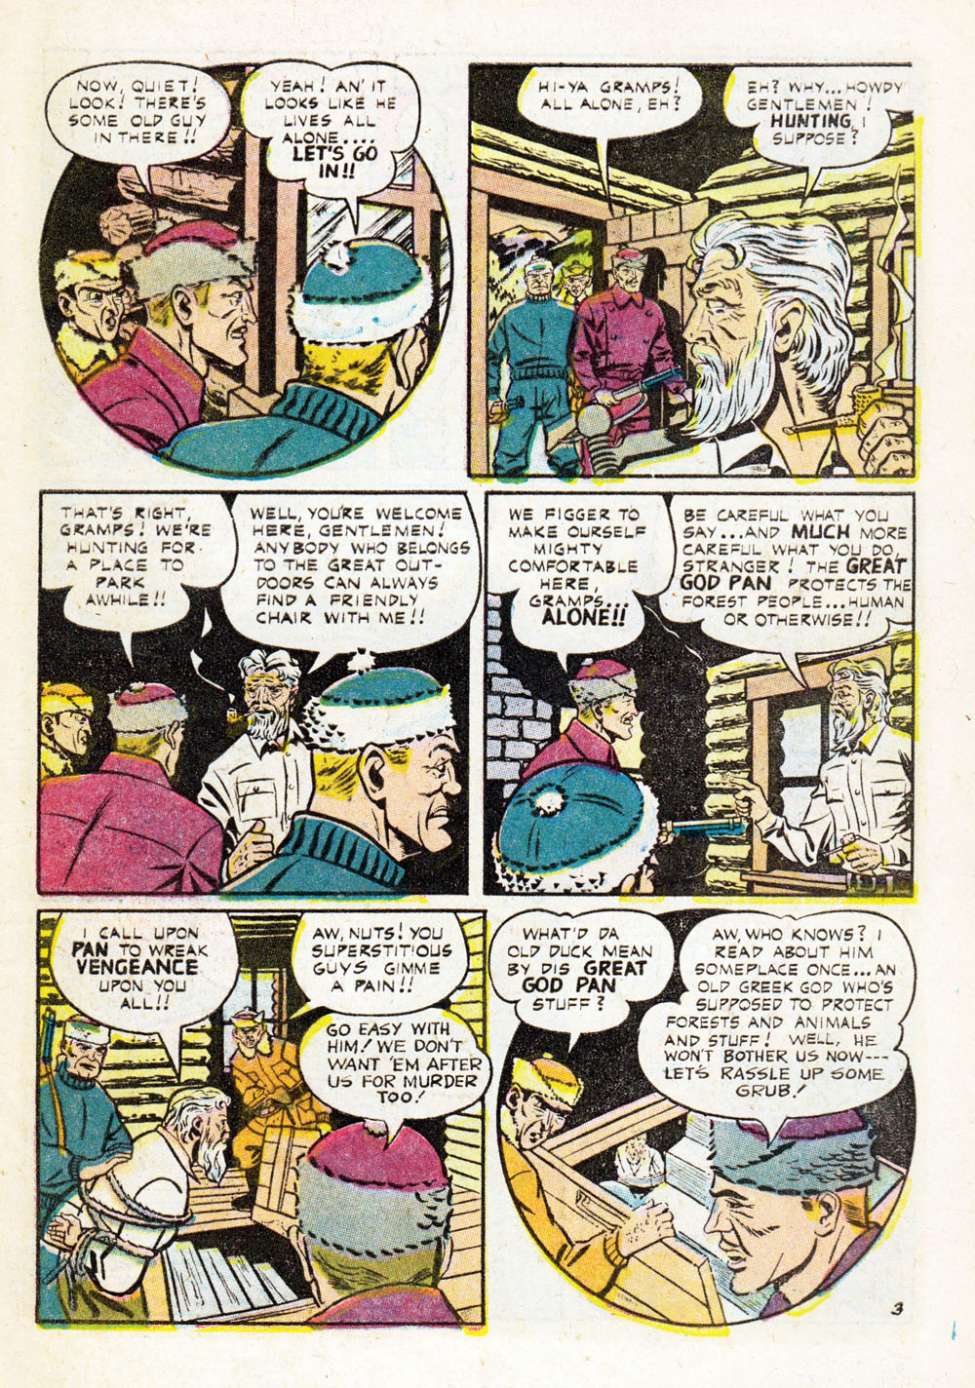 NOW, QUIET!
LOOK! THERE'S
SOME OLD GUY
IN THERE!!
YEAH! AN' IT
LOOKS LIKE HE
LIVES ALL
ALONE....
LET'S GO
IN!!
HI-YA GRAMPS!
ALL ALONE, EH?
EH? WHY... HOWDY
GENTLEMEN!
HUNTING, I
SUPPOSE?
THAT'S RIGHT,
GRAMPS! WE'RE
HUNTING FOR
A PLACE TO
PARK
AWHILE!!
WELL, YOU'RE WELCOME
HERE, GENTLEMEN!
ANYBODY WHO BELONGS
TO THE GREAT OUT-
DOORS CAN ALWAYS
FIND A FRIENDLY
CHAIR WITH ME!!
WE FIGGER TO
MAKE OURSELF
MIGHTY
COMFORTABLE
HERE,
GRAMPS...
ALONE!!
BE CAREFUL WHAT YOU
SAY...AND MUCH MORE
CAREFUL WHAT YOU DO,
STRANGER! THE GREAT
GOD PAN PROTECTS THE
FOREST PEOPLE...HUMAN
OR OTHERWISE!!
I CALL UPON
PAN TO WREAK
VENGEANCE
UPON YOU
ALL!!
AW, NUTS! YOU
SUPERSTITIOUS
GUYS GIMME
A PAIN!!
GO EASY WITH
HIM! WE DON'T
WANT 'EM AFTER
US FOR MURDER
TOO!
WHAT'D DA
OLD DUCK MEAN
BY DIS GREAT
GOD PAN
STUFF?
AW, WHO KNOWS? I
READ ABOUT HIM
SOMEPLACE ONCE...AN
OLD GREEK GOD WHO'S
SUPPOSED TO PROTECT
FORESTS AND ANIMALS
AND STUFF! WELL, HE
WON'T BOTHER US NOW---
LET'S RASSLE UP SOME
GRUB!
3